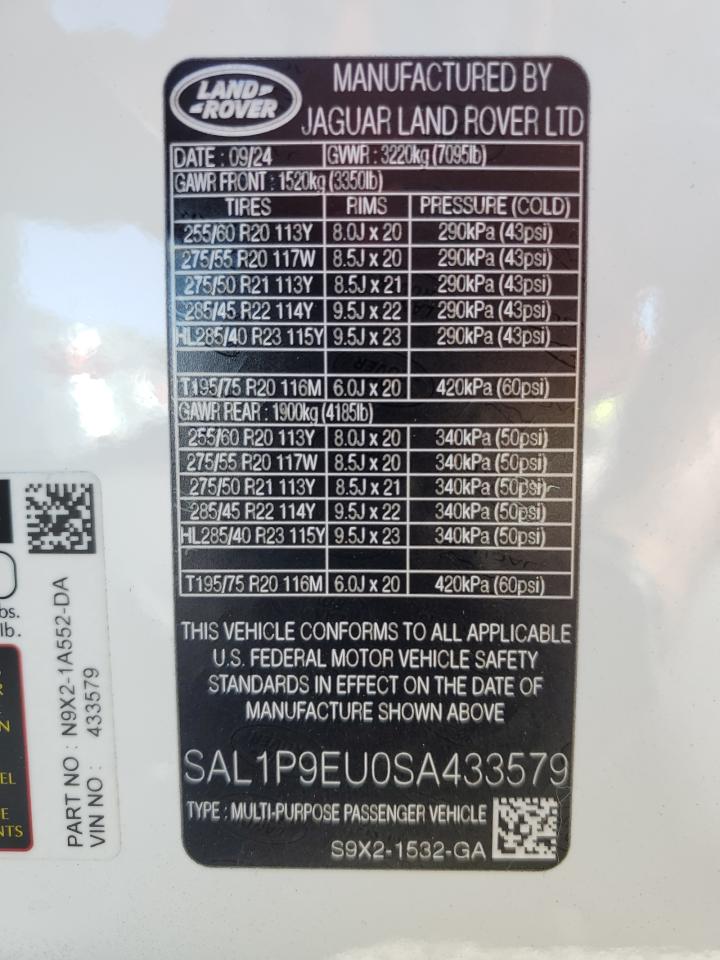 LAND-
-ROVER
MANUFACTURED BY
JAGUAR LAND ROVER LTD
DATE : 09/24 GVWR : 3220kg (7095lb)
GAWR FRONT : 1520kg (3350lb)
TIRES RIMS PRESSURE (COLD)
255/60 R20 113Y 8.0J x 20 290kPa (43psi)
275/55 R20 117W 8.5J x 20 290kPa (43psi)
275/50 R21 113Y 8.5J x 21 290kPa (43psi)
285/45 R22 114Y 9.5J x 22 290kPa (43psi)
HL285/40 R23 115Y 9.5J x 23 290kPa (43psi)
T195/75 R20 116M 6.0J x 20 420kPa (60psi)
GAWR REAR : 1900kg (4185lb)
255/60 R20 113Y 8.0J x 20 340kPa (50psi)
275/55 R20 117W 8.5J x 20 340kPa (50psi)
275/50 R21 113Y 8.5J x 21 340kPa (50psi)
285/45 R22 114Y 9.5J x 22 340kPa (50psi)
HL285/40 R23 115Y 9.5J x 23 340kPa (50psi)
T195/75 R20 116M 6.0J x 20 420kPa (60psi)
THIS VEHICLE CONFORMS TO ALL APPLICABLE
U.S. FEDERAL MOTOR VEHICLE SAFETY
STANDARDS IN EFFECT ON THE DATE OF
MANUFACTURE SHOWN ABOVE
SAL1P9EU0SA433579
TYPE : MULTI-PURPOSE PASSENGER VEHICLE
S9X2-1532-GA
PART NO : N9X2-1A552-DA
VIN NO : 433579
bs.
lb.
N
EL
E
NTS